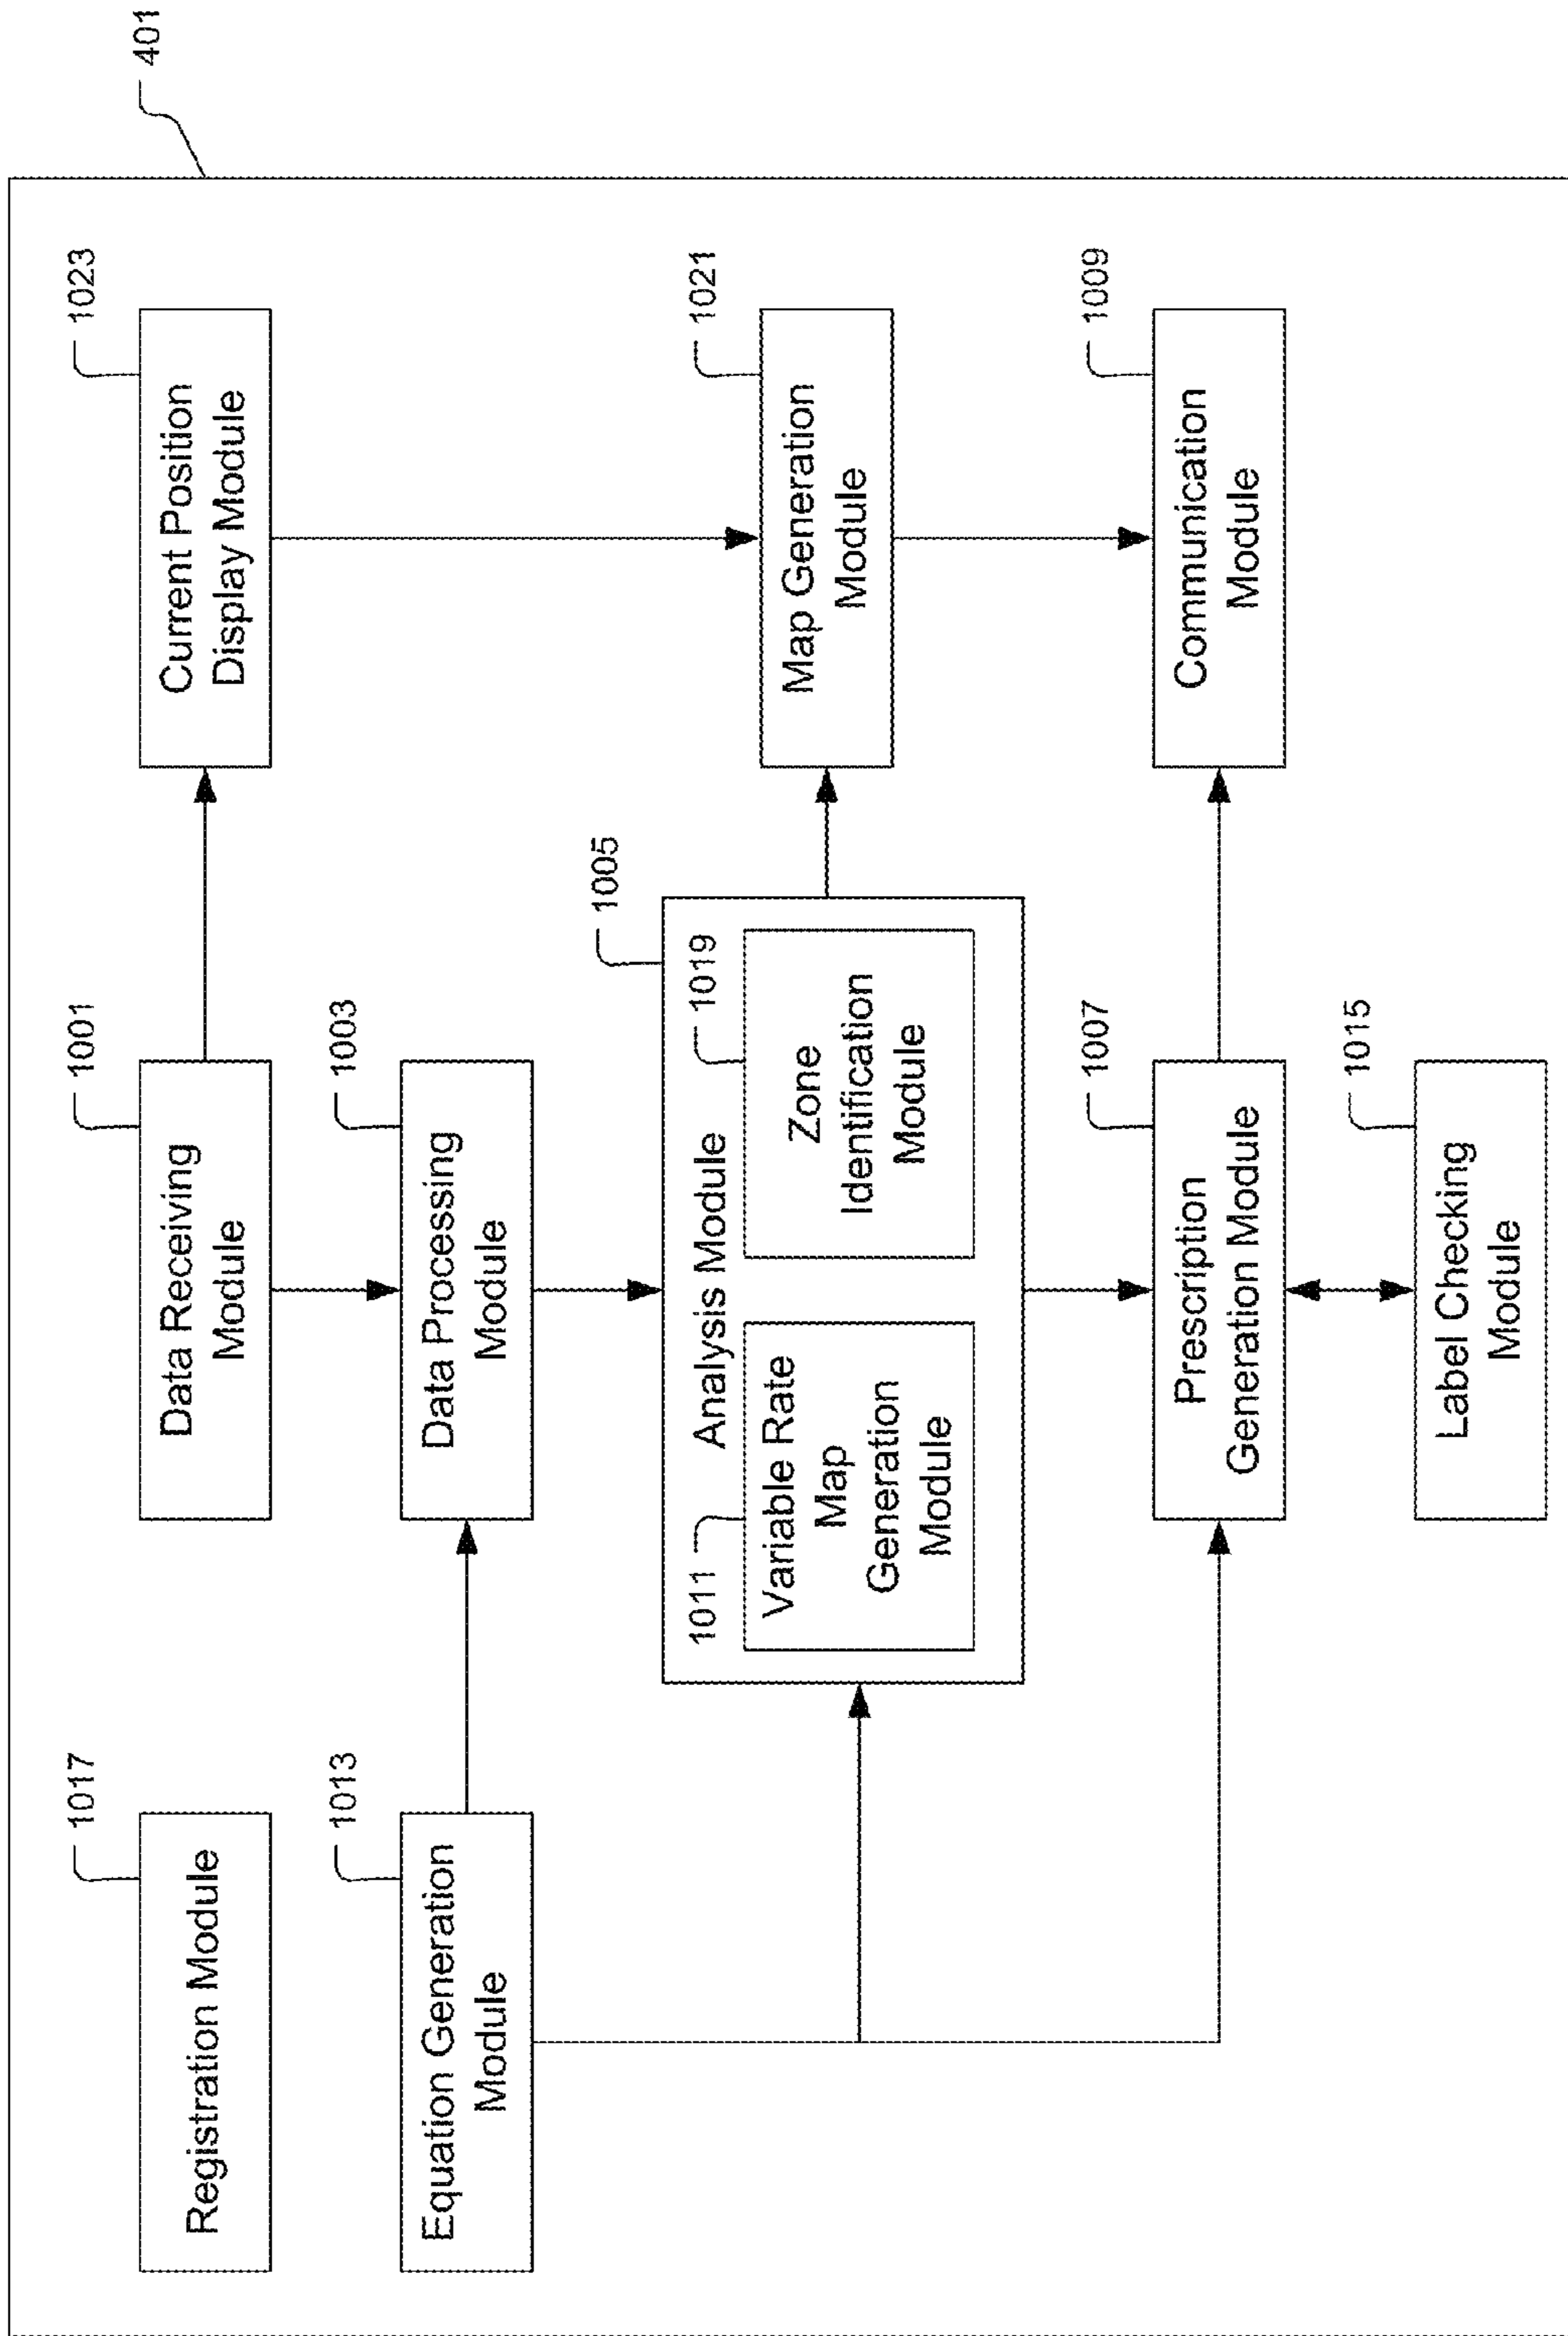 401
1017
Registration Module
1001
Data Receiving
Module
1023
Current Position
Display Module
1013
Equation Generation
Module
1003
Data Processing
Module
1005
Analysis Module
1011
Variable Rate
Map
Generation
Module
1019
Zone
Identification
Module
1021
Map Generation
Module
1007
Prescription
Generation Module
1009
Communication
Module
1015
Label Checking
Module